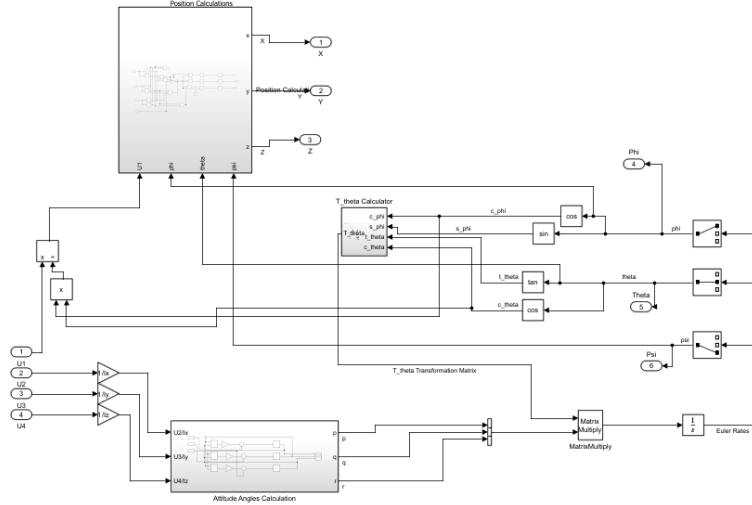 Position Calculations
x
X
1
X
y
Position Calculati
Y
2
Y
z
Z
3
Z
U1
phi
theta
psi
Phi
4
T_theta Calculator
c_phi
s_phi
t_theta
c_theta
T_theta
c_phi
cos
s_phi
sin
phi
t_theta
tan
theta
c_theta
cos
Theta
5
psi
Psi
6
x
÷
x
1
U1
2
U2
3
U3
4
U4
1/Ix
1/Iy
1/Iz
T_theta Transformation Matrix
U2/Ix
U3/Iy
U4/Iz
p
p
q
q
r
r
Attitude Angles Calculation
Matrix
Multiply
MatrixMultiply
1
s
Euler Rates